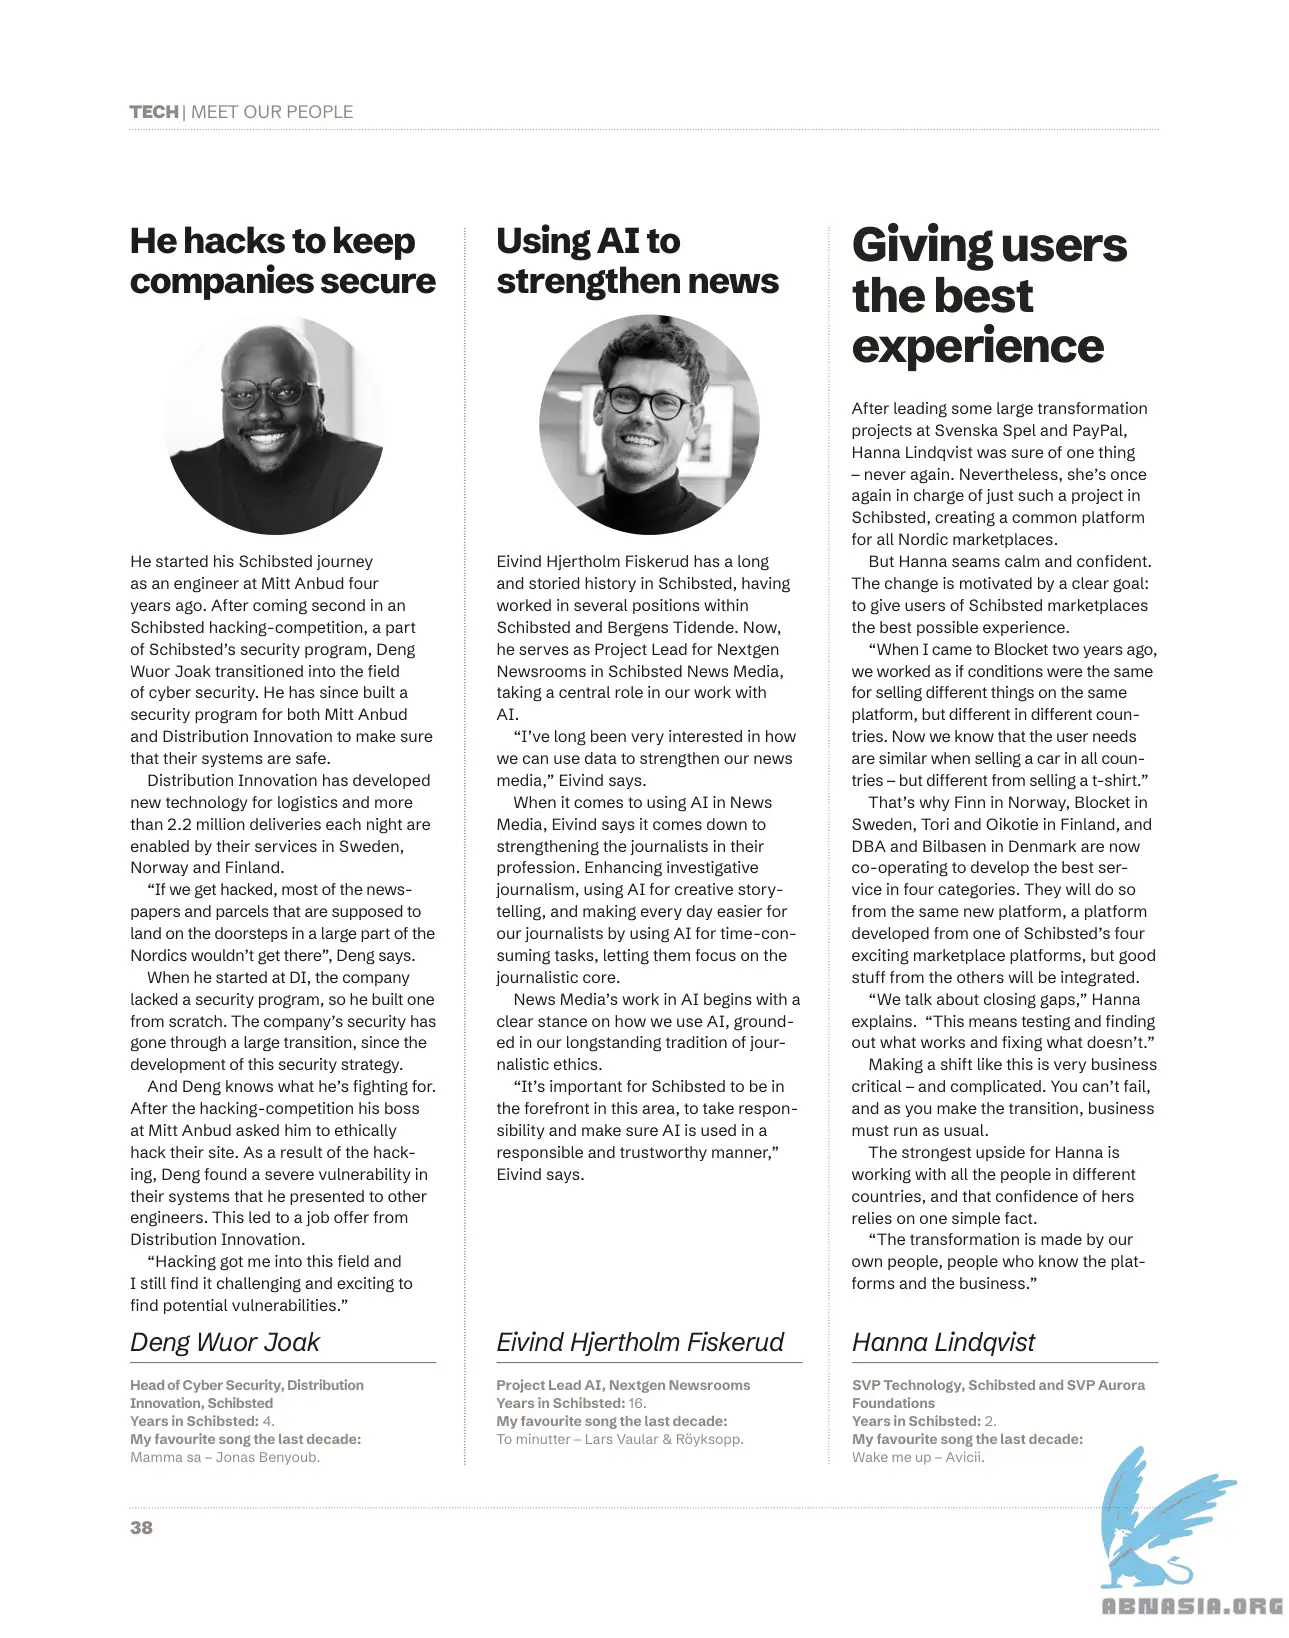 TECH | MEET OUR PEOPLE
He hacks to keep
companies secure
He started his Schibsted journey
as an engineer at Mitt Anbud four
years ago. After coming second in an
Schibsted hacking-competition, a part
of Schibsted’s security program, Deng
Wuor Joak transitioned into the field
of cyber security. He has since built a
security program for both Mitt Anbud
and Distribution Innovation to make sure
that their systems are safe.
Distribution Innovation has developed
new technology for logistics and more
than 2.2 million deliveries each night are
enabled by their services in Sweden,
Norway and Finland.
“If we get hacked, most of the news-
papers and parcels that are supposed to
land on the doorsteps in a large part of the
Nordics wouldn’t get there”, Deng says.
When he started at DI, the company
lacked a security program, so he built one
from scratch. The company’s security has
gone through a large transition, since the
development of this security strategy.
And Deng knows what he’s fighting for.
After the hacking-competition his boss
at Mitt Anbud asked him to ethically
hack their site. As a result of the hack-
ing, Deng found a severe vulnerability in
their systems that he presented to other
engineers. This led to a job offer from
Distribution Innovation.
“Hacking got me into this field and
I still find it challenging and exciting to
find potential vulnerabilities.”
Deng Wuor Joak
Head of Cyber Security, Distribution
Innovation, Schibsted
Years in Schibsted: 4.
My favourite song the last decade:
Mamma sa – Jonas Benyoub.
Using AI to
strengthen news
Eivind Hjertholm Fiskerud has a long
and storied history in Schibsted, having
worked in several positions within
Schibsted and Bergens Tidende. Now,
he serves as Project Lead for Nextgen
Newsrooms in Schibsted News Media,
taking a central role in our work with
AI.
“I’ve long been very interested in how
we can use data to strengthen our news
media,” Eivind says.
When it comes to using AI in News
Media, Eivind says it comes down to
strengthening the journalists in their
profession. Enhancing investigative
journalism, using AI for creative story-
telling, and making every day easier for
our journalists by using AI for time-con-
suming tasks, letting them focus on the
journalistic core.
News Media’s work in AI begins with a
clear stance on how we use AI, ground-
ed in our longstanding tradition of jour-
nalistic ethics.
“It’s important for Schibsted to be in
the forefront in this area, to take respon-
sibility and make sure AI is used in a
responsible and trustworthy manner,”
Eivind says.
Eivind Hjertholm Fiskerud
Project Lead AI, Nextgen Newsrooms
Years in Schibsted: 16.
My favourite song the last decade:
To minutter – Lars Vaular & Röyksopp.
Giving users
the best
experience
After leading some large transformation
projects at Svenska Spel and PayPal,
Hanna Lindqvist was sure of one thing
– never again. Nevertheless, she’s once
again in charge of just such a project in
Schibsted, creating a common platform
for all Nordic marketplaces.
But Hanna seams calm and confident.
The change is motivated by a clear goal:
to give users of Schibsted marketplaces
the best possible experience.
“When I came to Blocket two years ago,
we worked as if conditions were the same
for selling different things on the same
platform, but different in different coun-
tries. Now we know that the user needs
are similar when selling a car in all coun-
tries – but different from selling a t-shirt.”
That’s why Finn in Norway, Blocket in
Sweden, Tori and Oikotie in Finland, and
DBA and Bilbasen in Denmark are now
co-operating to develop the best ser-
vice in four categories. They will do so
from the same new platform, a platform
developed from one of Schibsted’s four
exciting marketplace platforms, but good
stuff from the others will be integrated.
“We talk about closing gaps,” Hanna
explains. “This means testing and finding
out what works and fixing what doesn’t.”
Making a shift like this is very business
critical – and complicated. You can’t fail,
and as you make the transition, business
must run as usual.
The strongest upside for Hanna is
working with all the people in different
countries, and that confidence of hers
relies on one simple fact.
“The transformation is made by our
own people, people who know the plat-
forms and the business.”
Hanna Lindqvist
SVP Technology, Schibsted and SVP Aurora
Foundations
Years in Schibsted: 2.
My favourite song the last decade:
Wake me up – Avicii.
38
ABNASIA.ORG